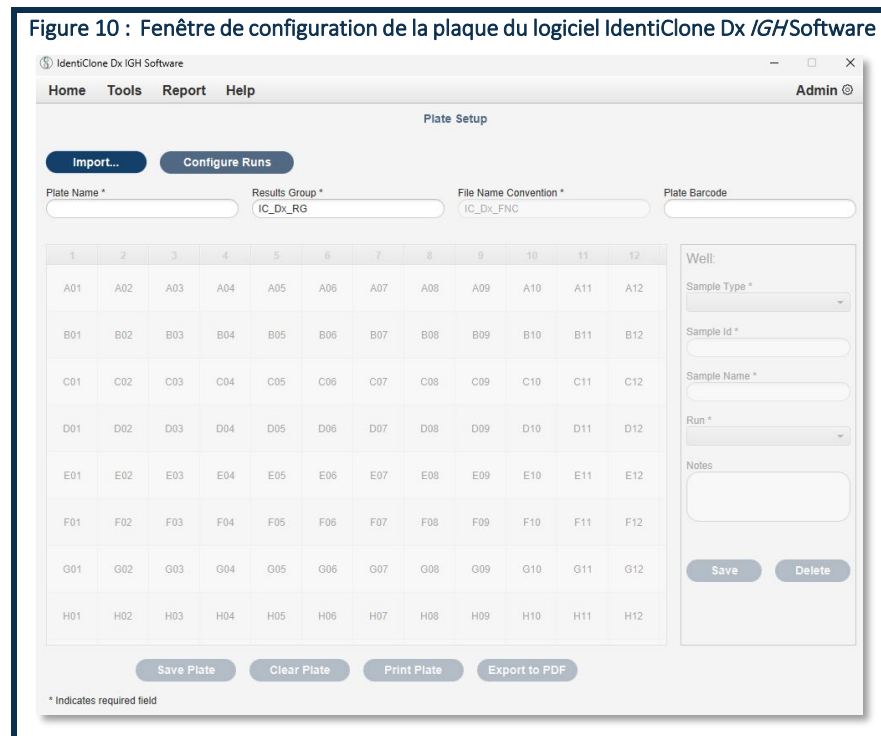 Figure 10 : Fenêtre de configuration de la plaque du logiciel IdentiClone Dx IGH Software
IdentiClone Dx IGH Software
Home Tools Report Help Admin
Plate Setup
Import... Configure Runs
Plate Name * Results Group * File Name Convention * Plate Barcode
IC_Dx_RG IC_Dx_FNC
1 2 3 4 5 6 7 8 9 10 11 12
A01 A02 A03 A04 A05 A06 A07 A08 A09 A10 A11 A12
B01 B02 B03 B04 B05 B06 B07 B08 B09 B10 B11 B12
C01 C02 C03 C04 C05 C06 C07 C08 C09 C10 C11 C12
D01 D02 D03 D04 D05 D06 D07 D08 D09 D10 D11 D12
E01 E02 E03 E04 E05 E06 E07 E08 E09 E10 E11 E12
F01 F02 F03 F04 F05 F06 F07 F08 F09 F10 F11 F12
G01 G02 G03 G04 G05 G06 G07 G08 G09 G10 G11 G12
H01 H02 H03 H04 H05 H06 H07 H08 H09 H10 H11 H12
Well:
Sample Type *
Sample Id *
Sample Name *
Run *
Notes
Save Delete
Save Plate Clear Plate Print Plate Export to PDF
* Indicates required field